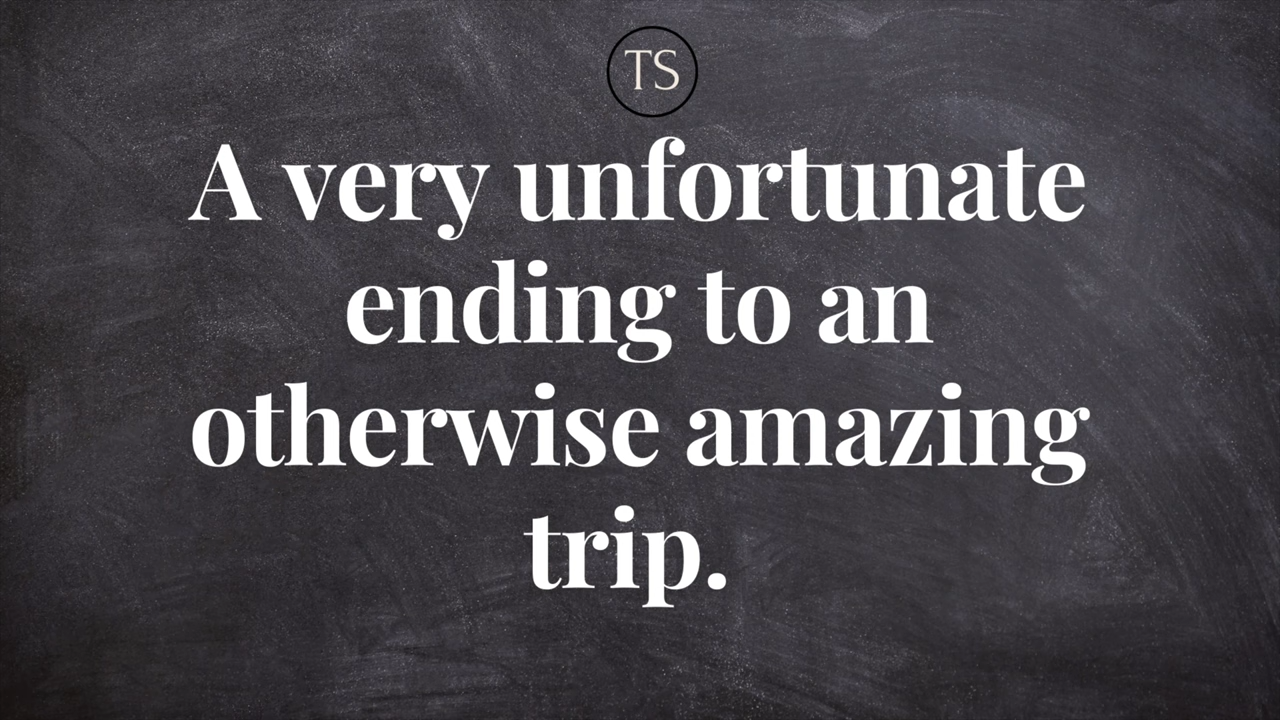 TS
A very unfortunate
ending to an
otherwise amazing
trip.